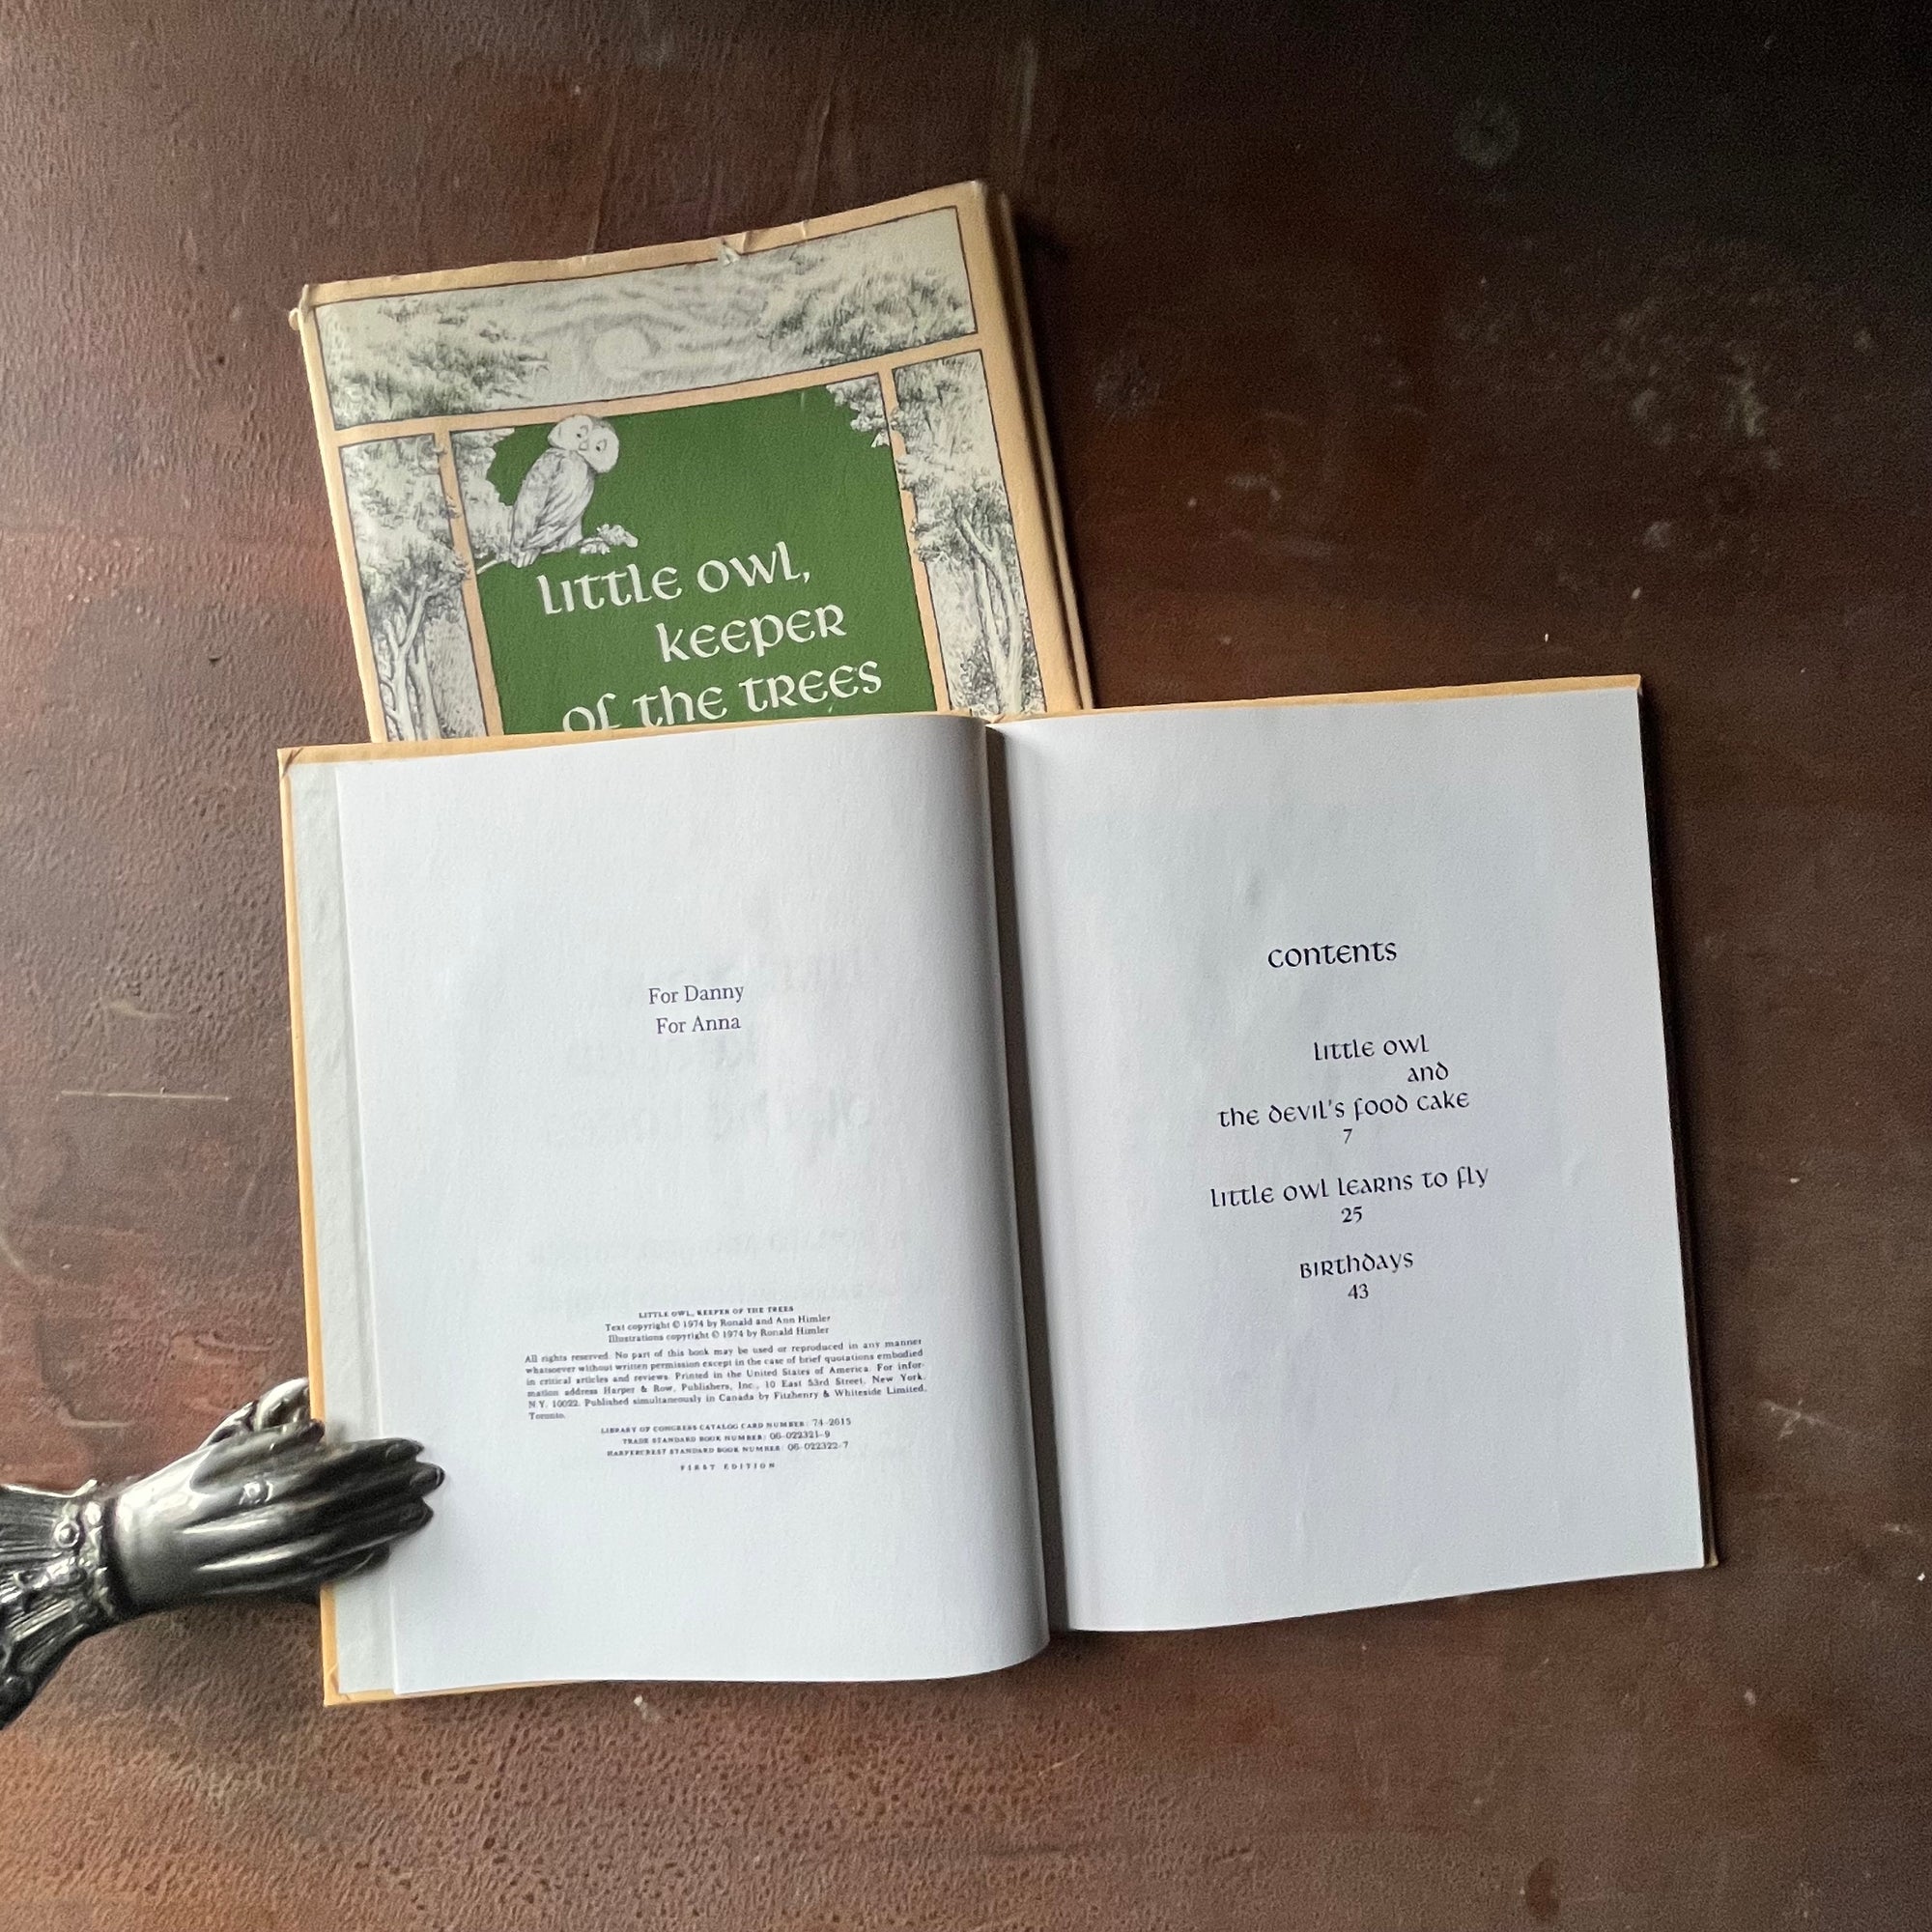 little owl,
keeper
of the trees
For Danny
For Anna
LITTLE OWL, KEEPER OF THE TREES
Text copyright © 1974 by Ronald and Ann Himler
Illustrations copyright © 1974 by Ronald Himler
All rights reserved. No part of this book may be used or reproduced in any manner
whatsoever without written permission except in the case of brief quotations embodied
in critical articles and reviews. Printed in the United States of America. For infor-
mation address Harper & Row, Publishers, Inc., 10 East 53rd Street, New York,
N.Y. 10022. Published simultaneously in Canada by Fitzhenry & Whiteside Limited,
Toronto.
LIBRARY OF CONGRESS CATALOG CARD NUMBER: 74-2615
TRADE STANDARD BOOK NUMBER: 06-022321-9
HARPERCREST STANDARD BOOK NUMBER: 06-022322-7
FIRST EDITION
contents
little owl
and
the devil's food cake
7
little owl learns to fly
25
Birthdays
43